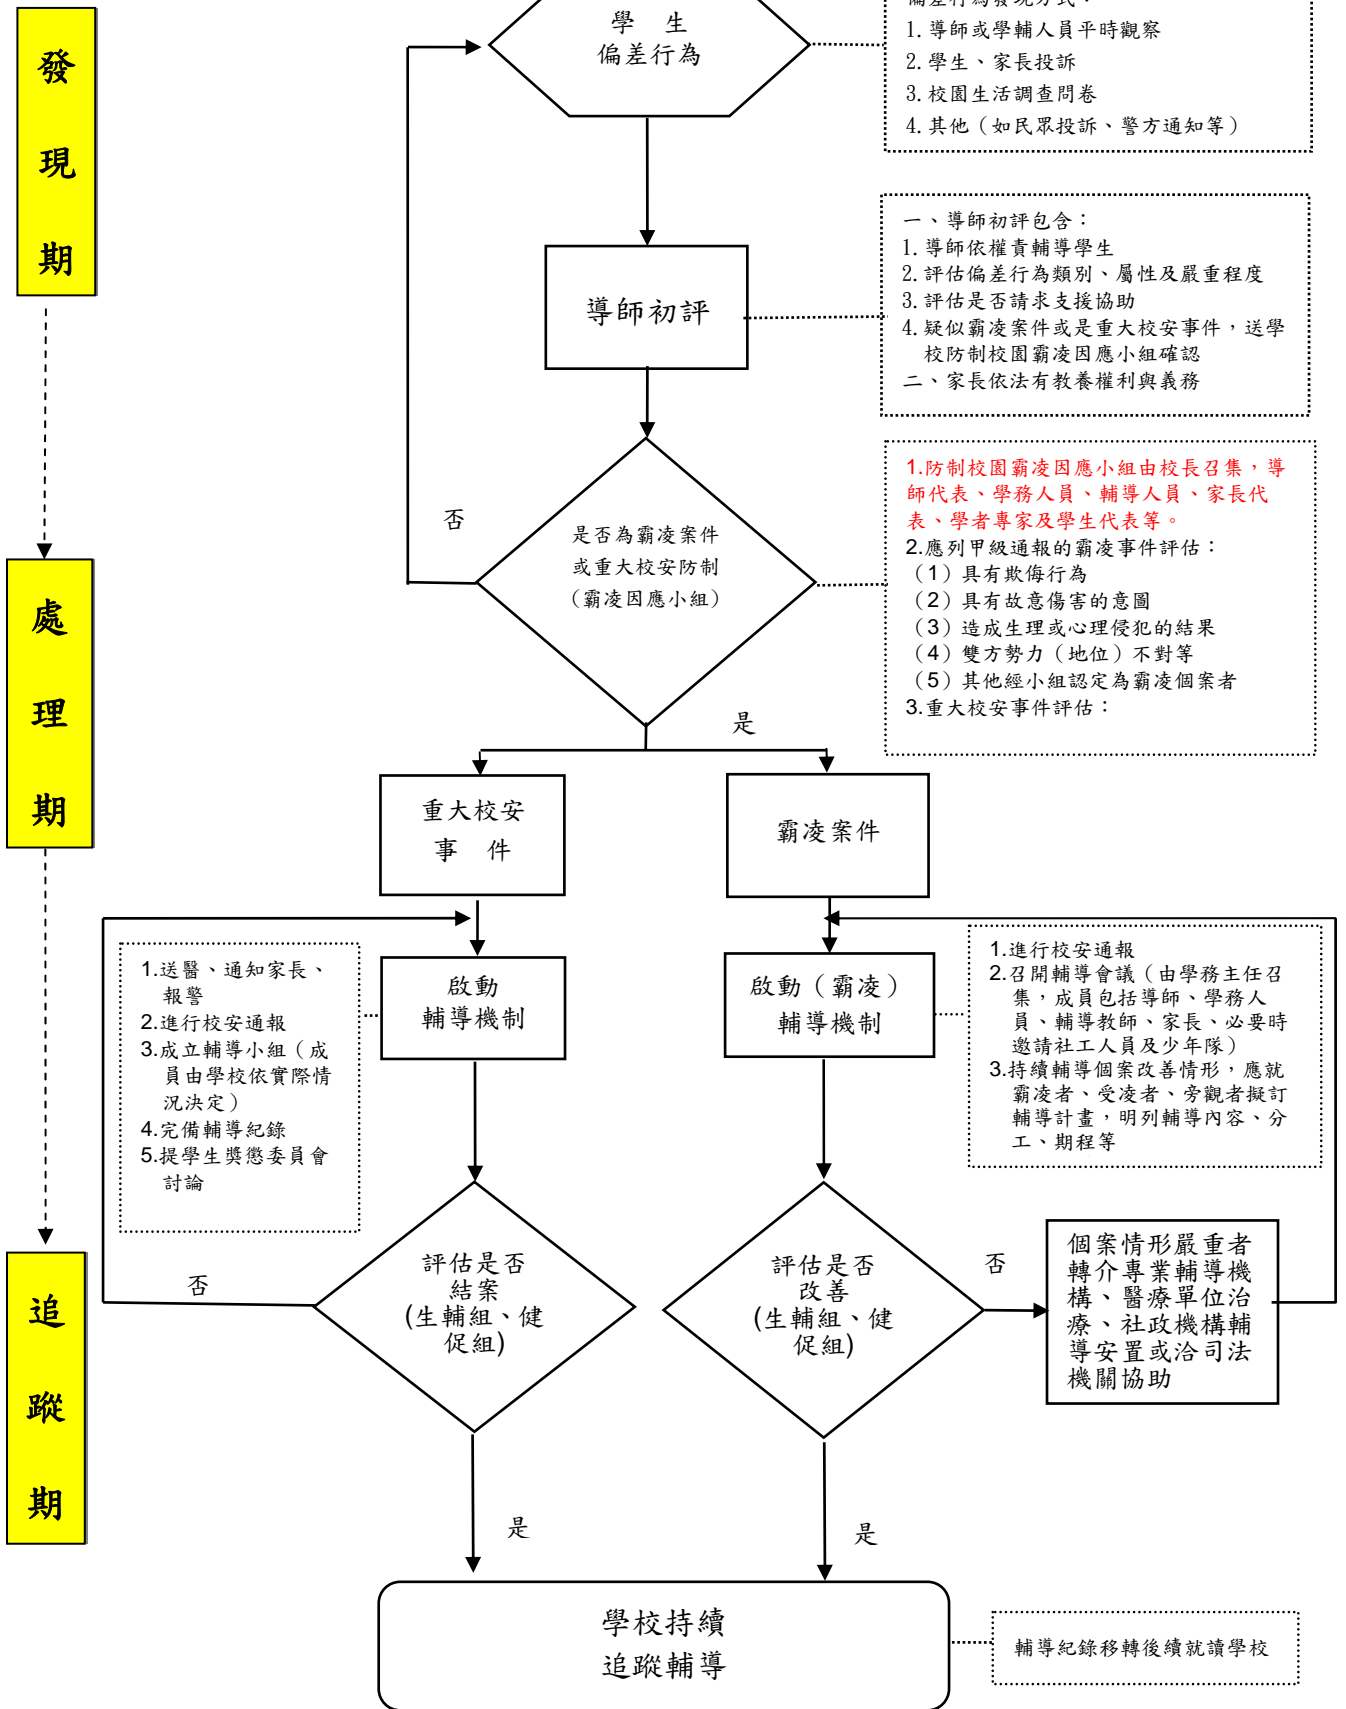 發
現
期
學 生
偏差行為
偏差行為發現方式：
1.導師或學輔人員平時觀察
2.學生、家長投訴
3.校園生活調查問卷
4.其他（如民眾投訴、警方通知等）
導師初評
一、導師初評包含：
1.導師依權責輔導學生
2.評估偏差行為類別、屬性及嚴重程度
3.評估是否請求支援協助
4.疑似霸凌案件或是重大校安事件，送學
校防制校園霸凌因應小組確認
二、家長依法有教養權利與義務
處
理
期
否
是否為霸凌案件
或重大校安防制
（霸凌因應小組）
1.防制校園霸凌因應小組由校長召集，導
師代表、學務人員、輔導人員、家長代
表、學者專家及學生代表等。
2.應列甲級通報的霸凌事件評估：
（1）具有欺侮行為
（2）具有故意傷害的意圖
（3）造成生理或心理侵犯的結果
（4）雙方勢力（地位）不對等
（5）其他經小組認定為霸凌個案者
3.重大校安事件評估：
是
重大校安
事 件
霸凌案件
1.送醫、通知家長、
報警
2.進行校安通報
3.成立輔導小組（成
員由學校依實際情
況決定）
4.完備輔導紀錄
5.提學生獎懲委員會
討論
啟動
輔導機制
啟動（霸凌）
輔導機制
1.進行校安通報
2.召開輔導會議（由學務主任召
集，成員包括導師、學務人
員、輔導教師、家長、必要時
邀請社工人員及少年隊）
3.持續輔導個案改善情形，應就
霸凌者、受凌者、旁觀者擬訂
輔導計畫，明列輔導內容、分
工、期程等
追
蹤
期
否
評估是否
結案
(生輔組、健
促組)
評估是否
改善
(生輔組、健
促組)
否
個案情形嚴重者
轉介專業輔導機
構、醫療單位治
療、社政機構輔
導安置或洽司法
機關協助
是
是
學校持續
追蹤輔導
輔導紀錄移轉後續就讀學校